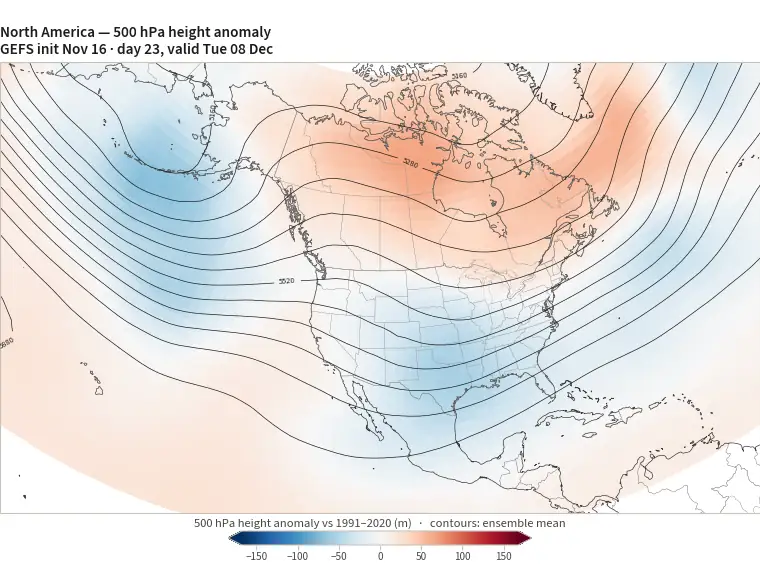 North America — 500 hPa height anomaly
GEFS init Nov 16 · day 23, valid Tue 08 Dec
5160
5280
5520
5880
500 hPa height anomaly vs 1991–2020 (m) · contours: ensemble mean
−150 −100 −50 0 50 100 150